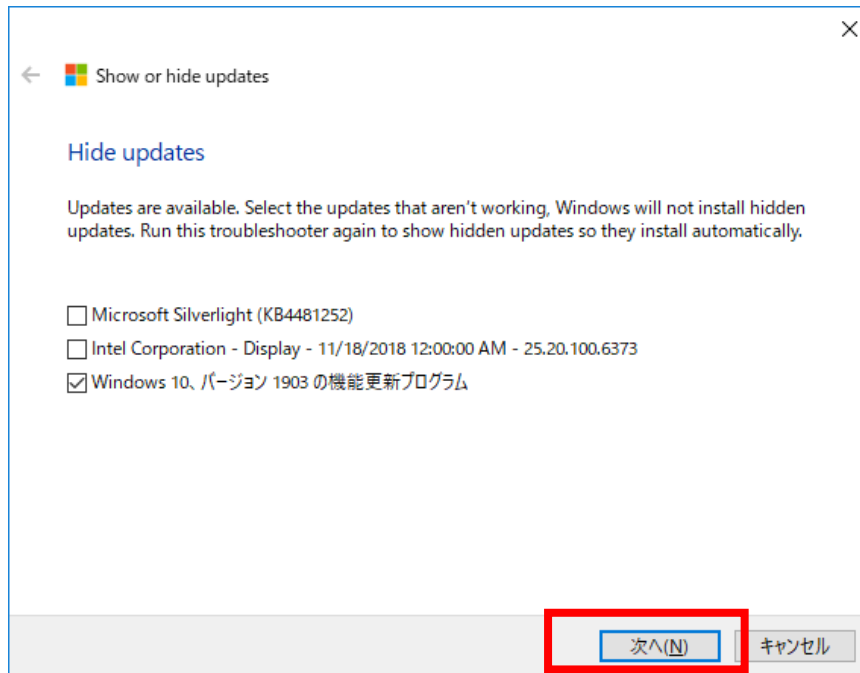 Show or hide updates
Hide updates
Updates are available. Select the updates that aren't working, Windows will not install hidden
updates. Run this troubleshooter again to show hidden updates so they install automatically.
Microsoft Silverlight (KB4481252)
Intel Corporation - Display - 11/18/2018 12:00:00 AM - 25.20.100.6373
Windows 10、バージョン 1903 の機能更新プログラム
次へ(N)
キャンセル